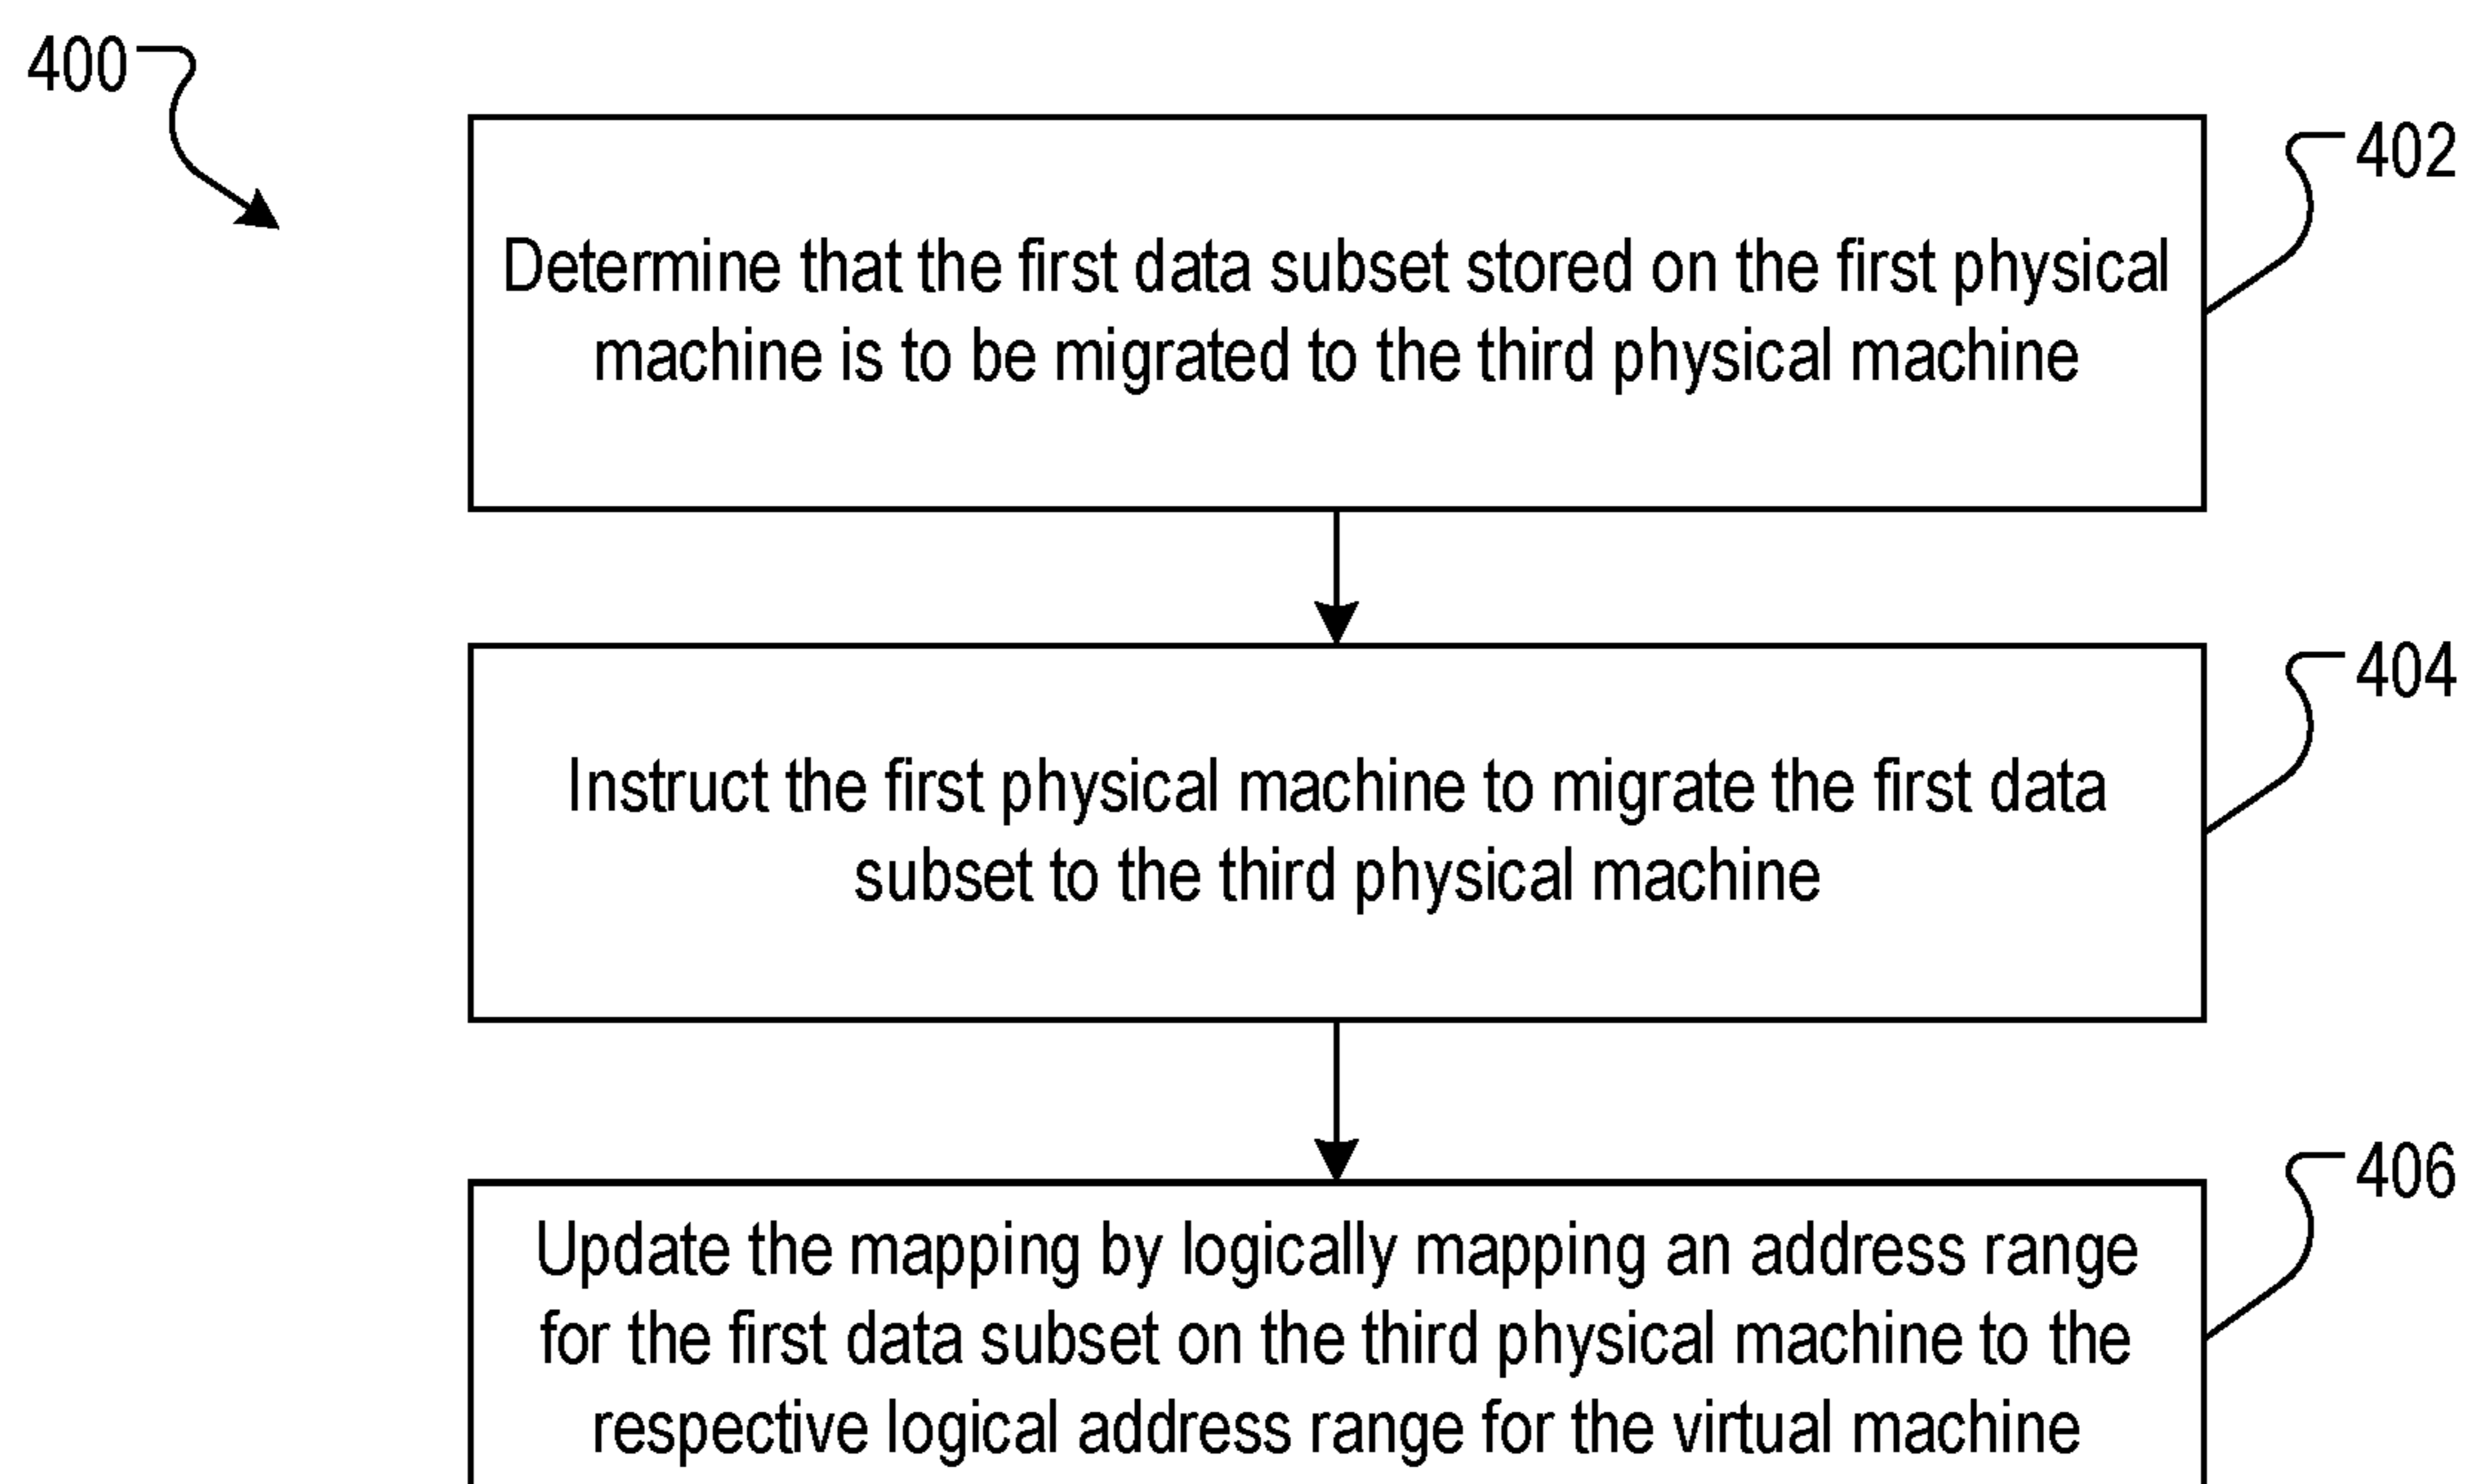 400
402
Determine that the first data subset stored on the first physical
machine is to be migrated to the third physical machine
404
Instruct the first physical machine to migrate the first data
subset to the third physical machine
406
Update the mapping by logically mapping an address range
for the first data subset on the third physical machine to the
respective logical address range for the virtual machine